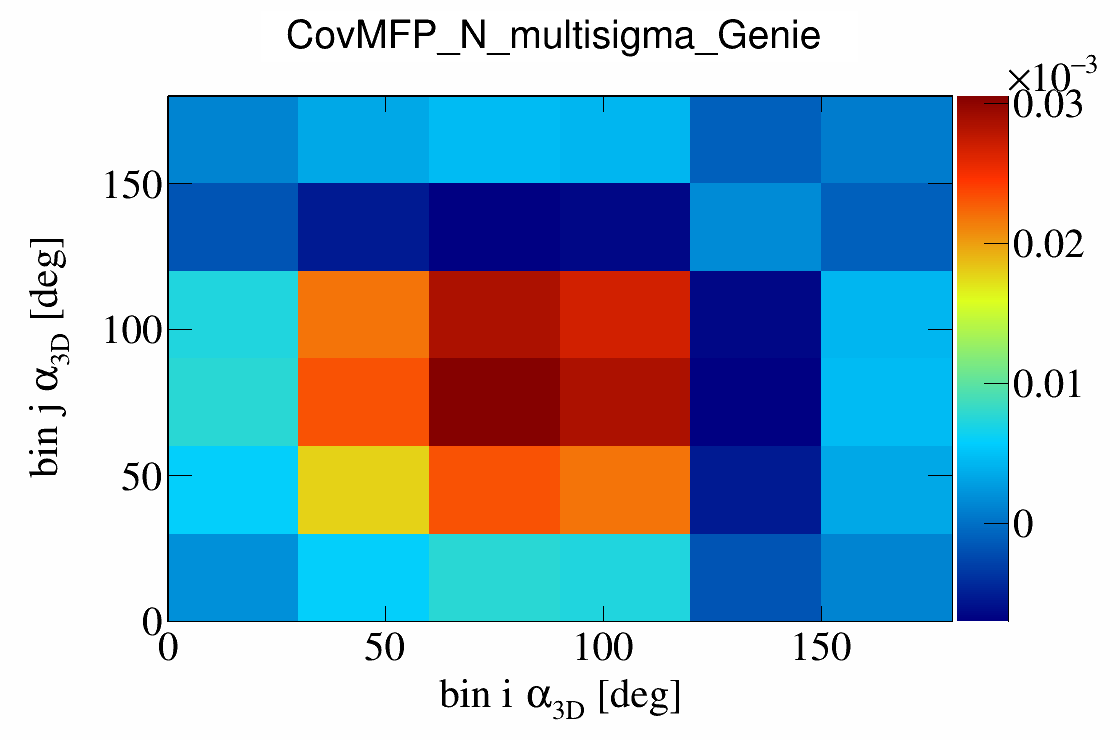 CovMFP_N_multisigma_Genie
×10⁻³
0.03
0.02
0.01
0
150
100
50
0
0 50 100 150
bin j α3D [deg]
bin i α3D [deg]